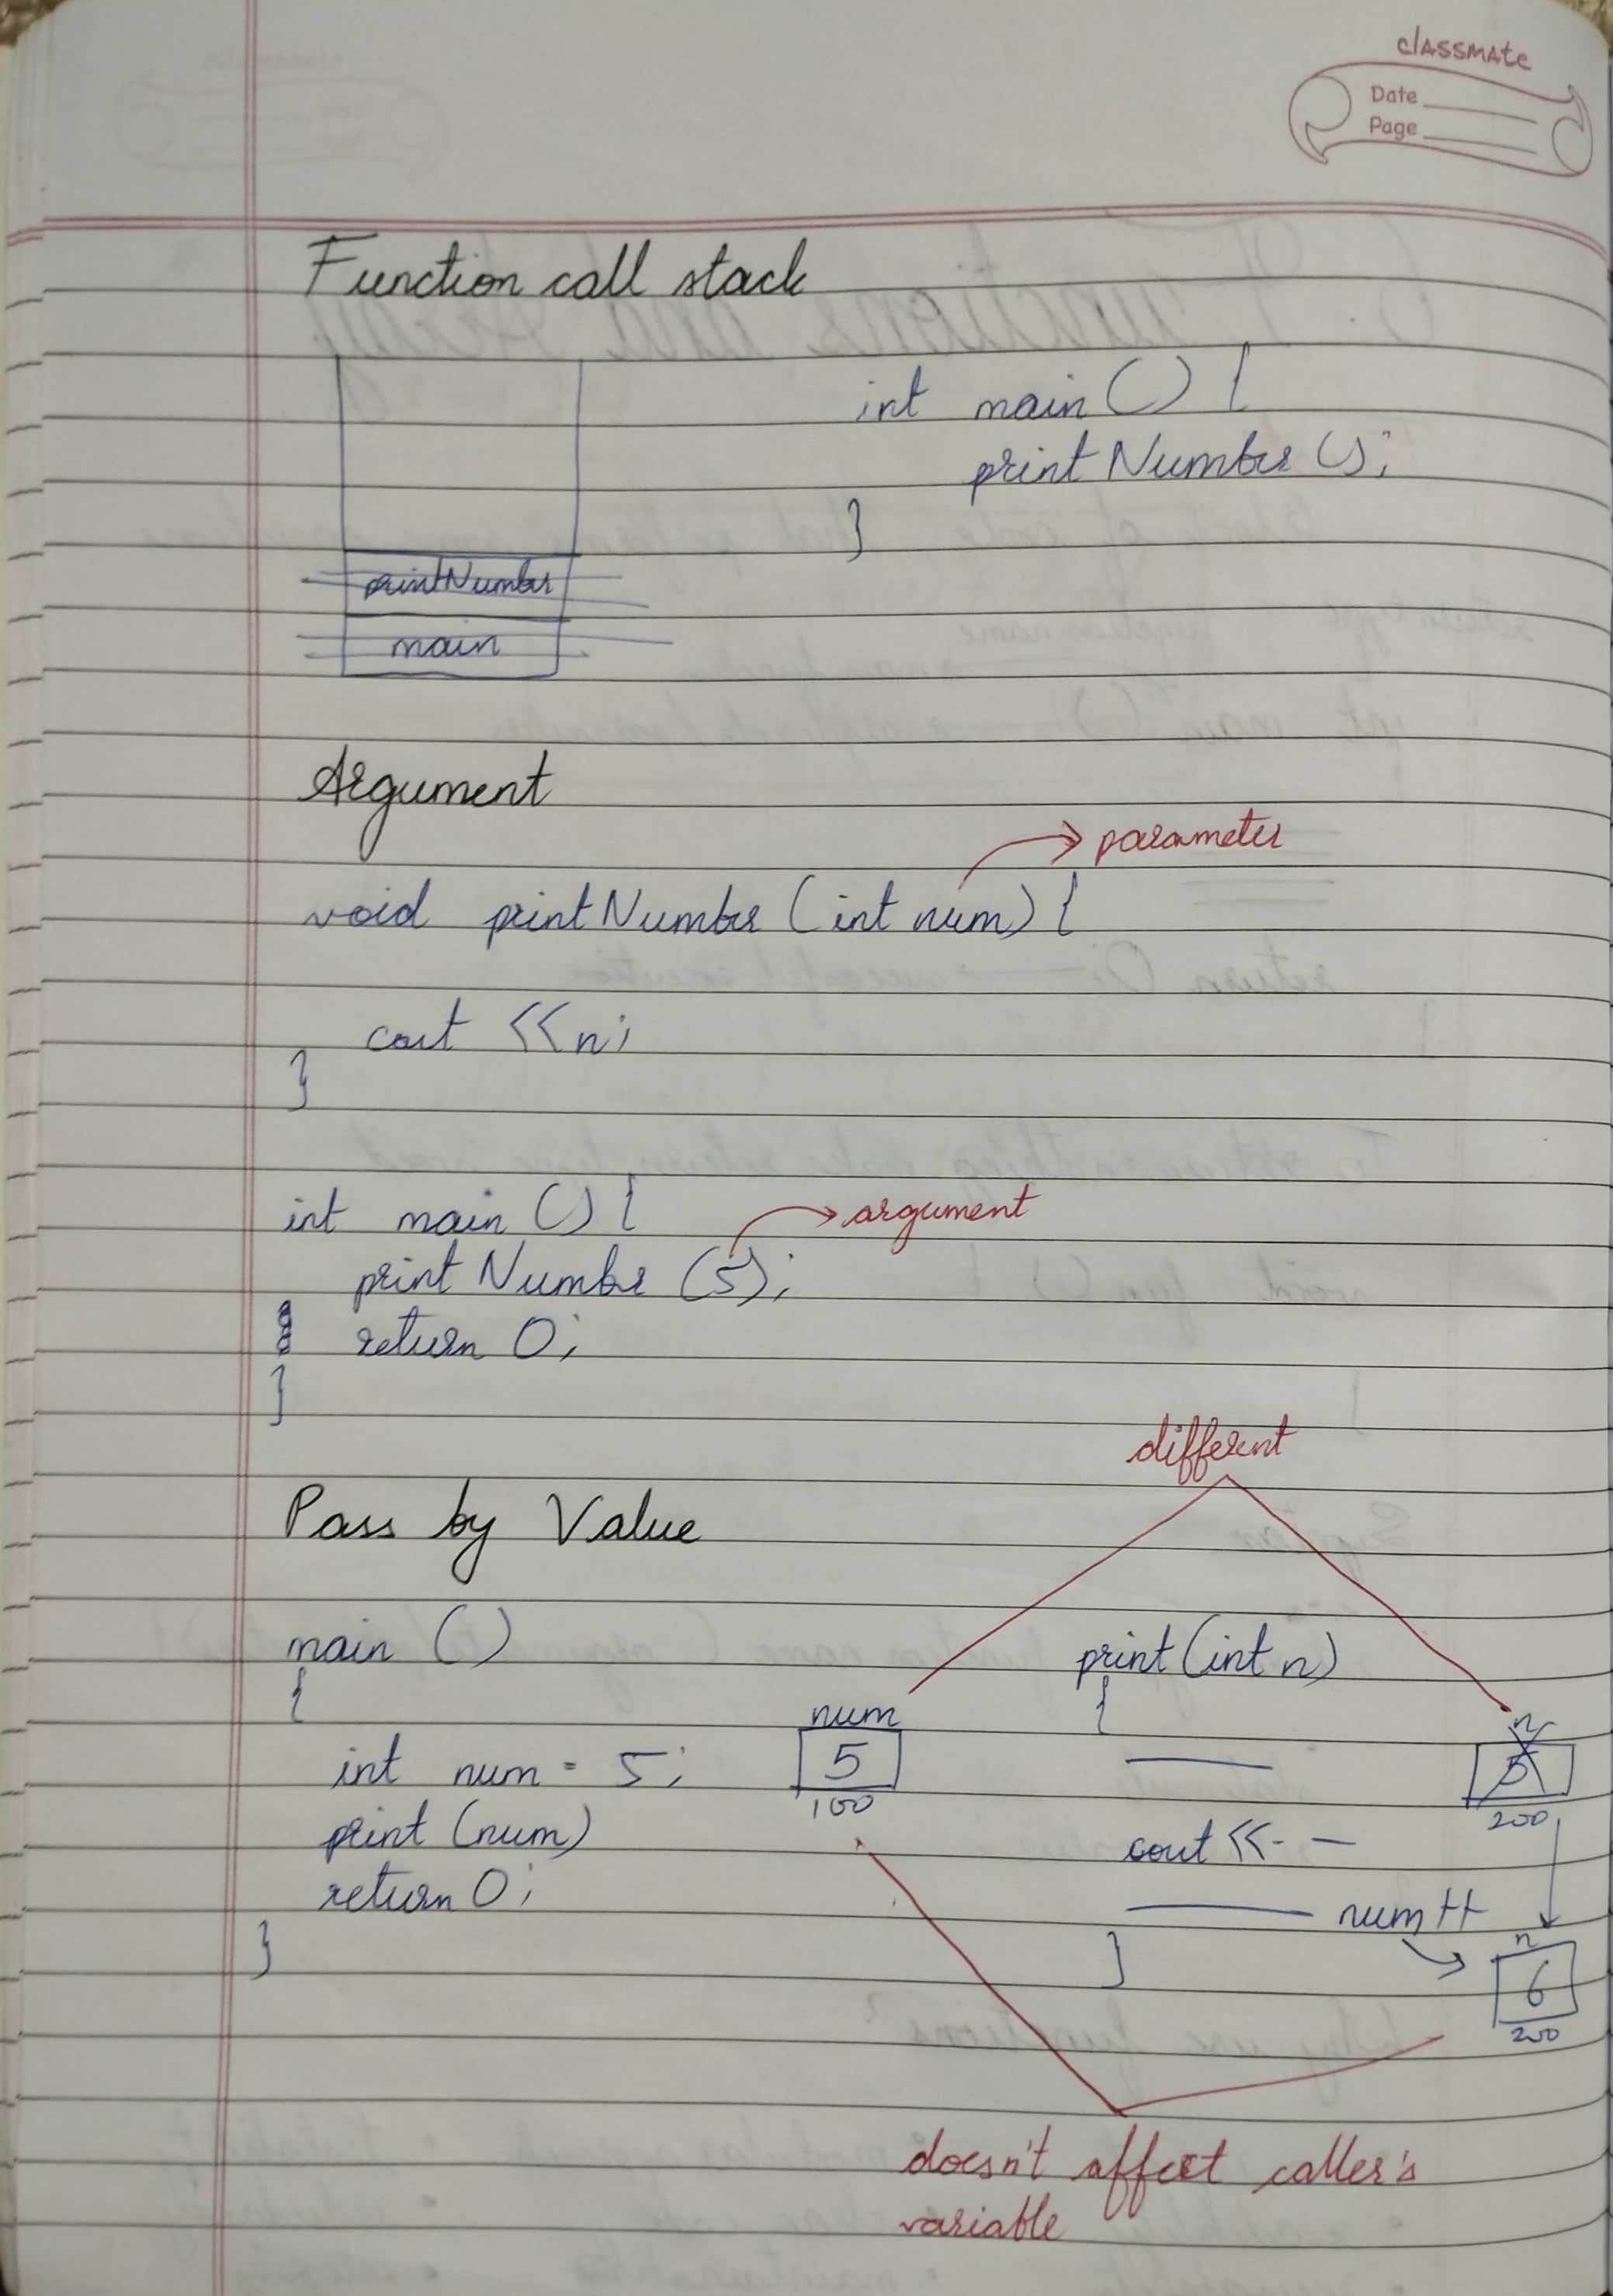 classmate
Date
Page
Function call stack
int main () {
printNumber ();
}
printNumber
main
Argument
parameter
void printNumber (int num) {
cout <<n;
}
int main () {
argument
printNumber (5);
return 0;
}
different
Pass by Value
main ()
{
int num = 5;
print (num)
return 0;
}
num
5
100
print (int n)
{
cout <<- -
num++
}
n
5
200
n
6
200
doesn't affect caller's
variable